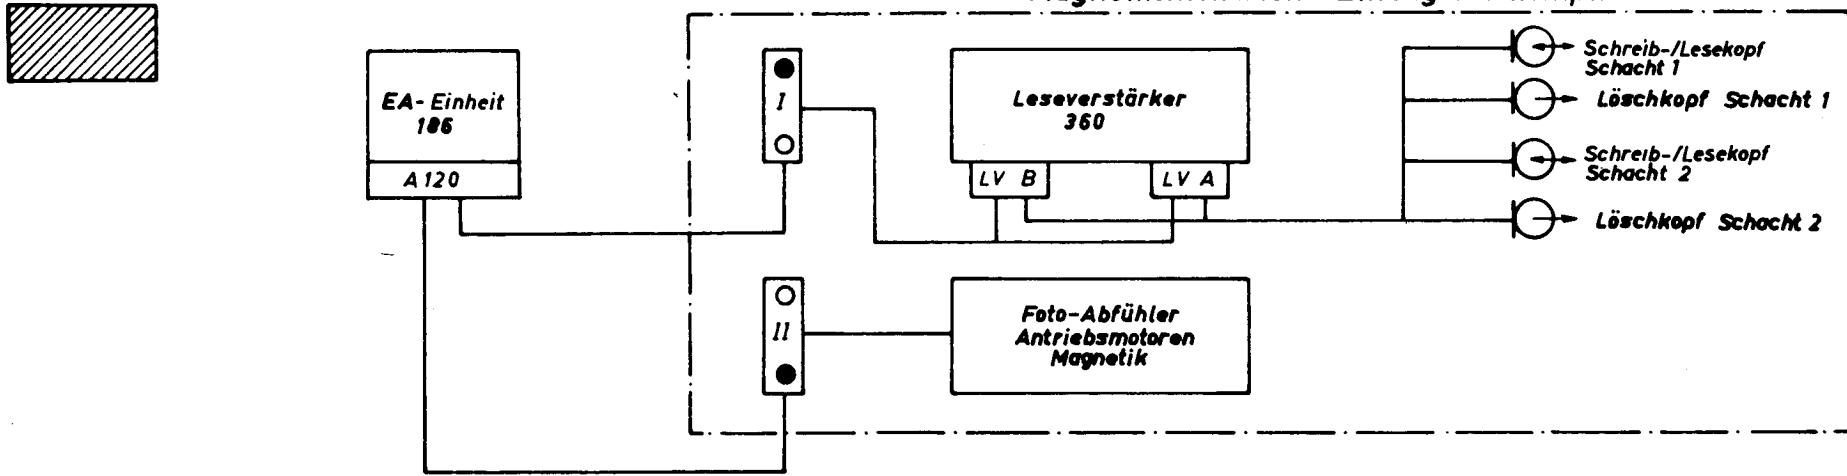 EA-Einheit
186
A120
I
Leseverstärker
360
LV B
LV A
Schreib-/Lesekopf
Schacht 1
Löschkopf Schacht 1
Schreib-/Lesekopf
Schacht 2
Löschkopf Schacht 2
II
Foto-Abfühler
Antriebsmotoren
Magnetik